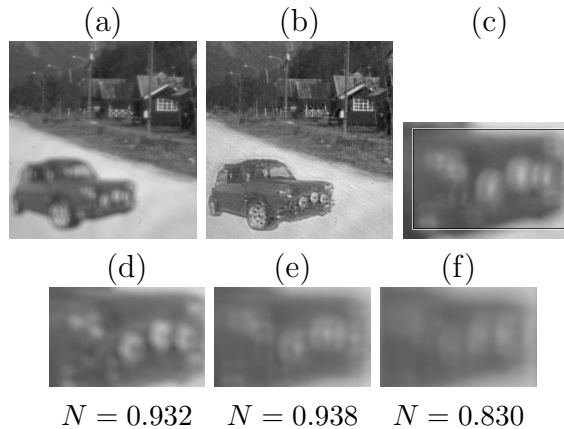 (a) (b) (c)
(d) (e) (f)
N = 0.932 N = 0.938 N = 0.830